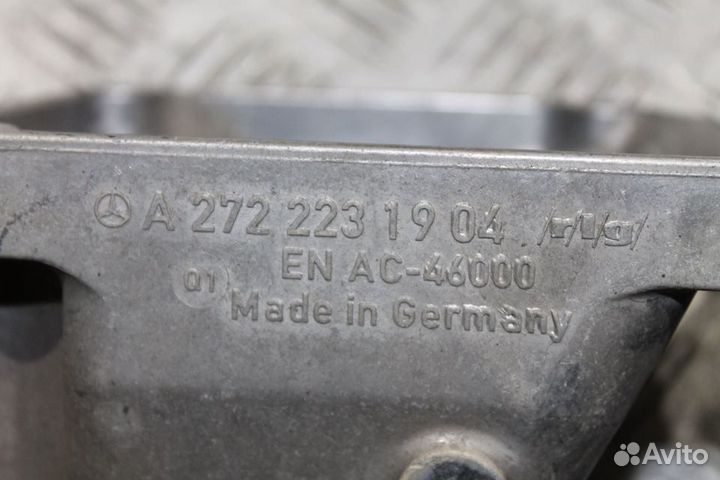 A 272 223 19 04
EN AC-46000
Q1
Made in Germany
Avito